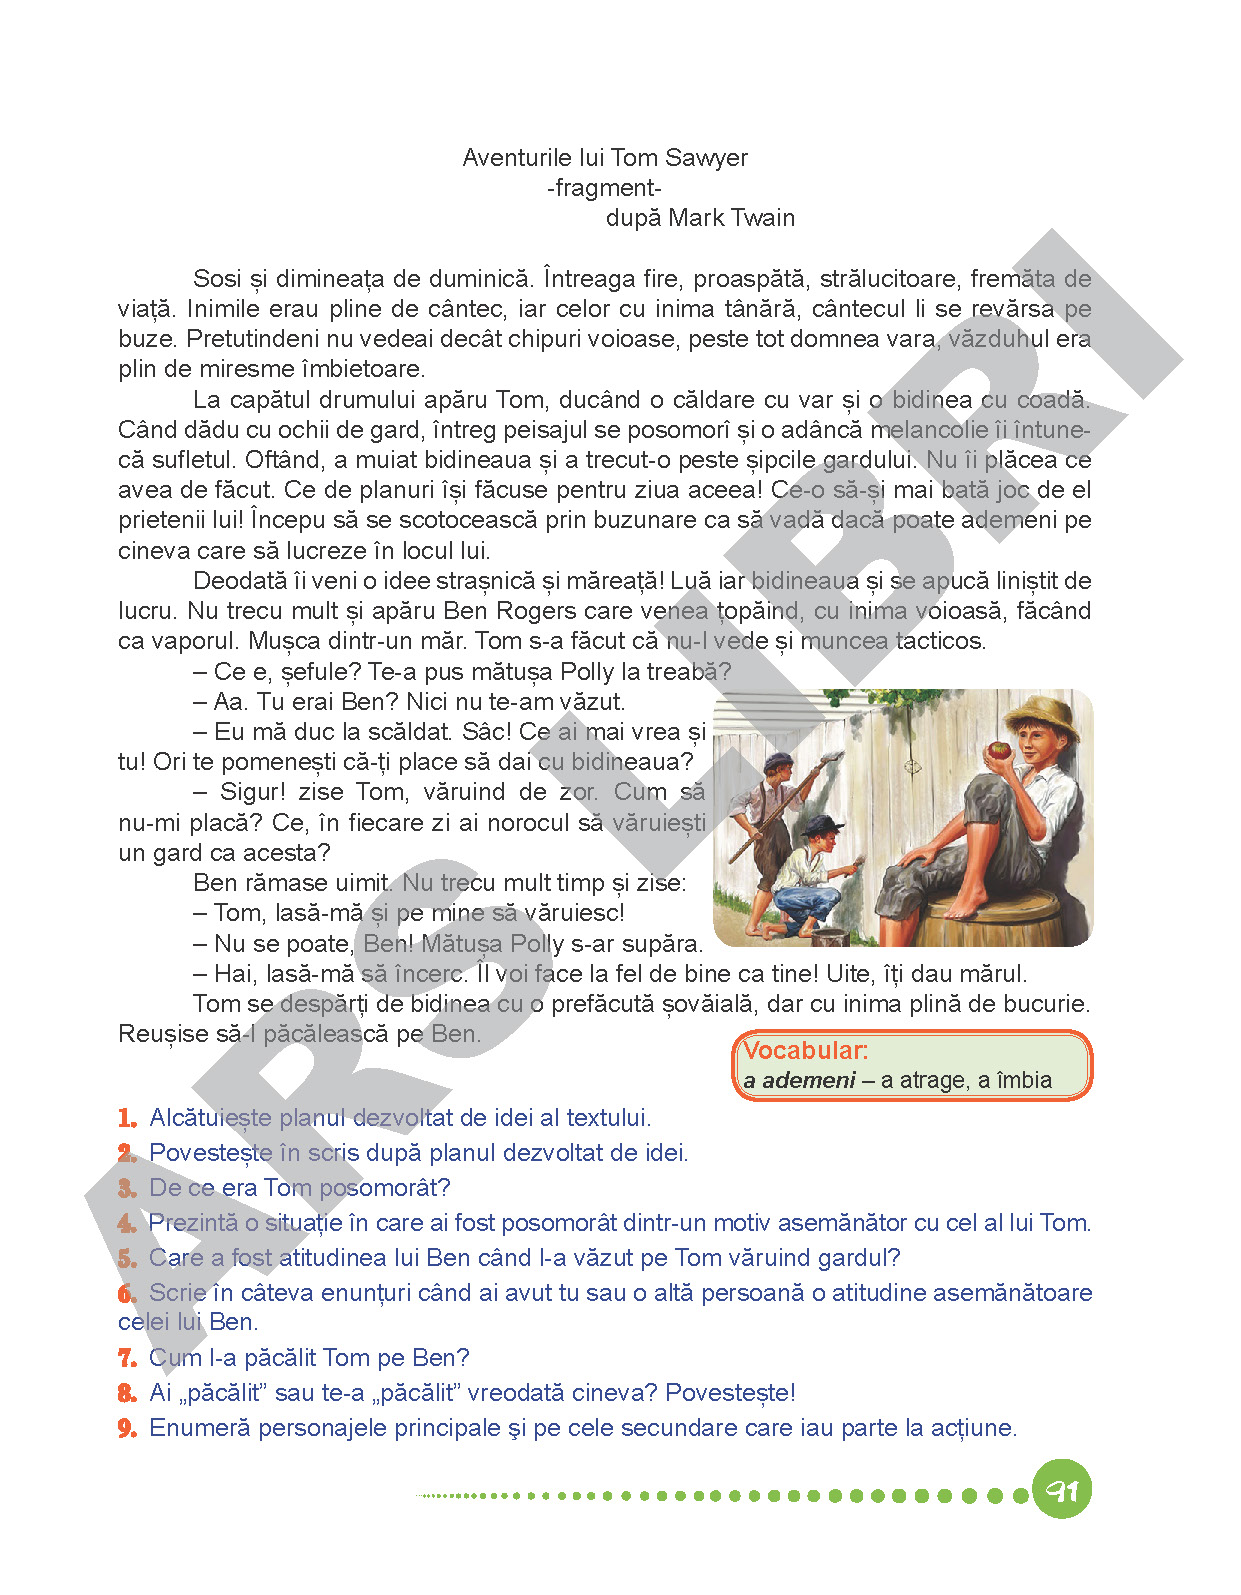 Aventurile lui Tom Sawyer
-fragment-
după Mark Twain
Sosi și dimineața de duminică. Întreaga fire, proaspătă, strălucitoare, fremăta de
viață. Inimile erau pline de cântec, iar celor cu inima tânără, cântecul li se revărsa pe
buze. Pretutindeni nu vedeai decât chipuri voioase, peste tot domnea vara, văzduhul era
plin de miresme îmbietoare.
La capătul drumului apăru Tom, ducând o căldare cu var și o bidinea cu coadă.
Când dădu cu ochii de gard, întreg peisajul se posomorî și o adâncă melancolie îi întune-
că sufletul. Oftând, a muiat bidineaua și a trecut-o peste șipcile gardului. Nu îi plăcea ce
avea de făcut. Ce de planuri își făcuse pentru ziua aceea! Ce-o să-și mai bată joc de el
prietenii lui! Începu să se scotocească prin buzunare ca să vadă dacă poate ademeni pe
cineva care să lucreze în locul lui.
Deodată îi veni o idee strașnică și măreață! Luă iar bidineaua și se apucă liniștit de
lucru. Nu trecu mult și apăru Ben Rogers care venea țopăind, cu inima voioasă, făcând
ca vaporul. Mușca dintr-un măr. Tom s-a făcut că nu-l vede și muncea tacticos.
– Ce e, șefule? Te-a pus mătușa Polly la treabă?
– Aa. Tu erai Ben? Nici nu te-am văzut.
– Eu mă duc la scăldat. Sâc! Ce ai mai vrea și
tu! Ori te pomenești că-ți place să dai cu bidineaua?
– Sigur! zise Tom, văruind de zor. Cum să
nu-mi placă? Ce, în fiecare zi ai norocul să văruiești
un gard ca acesta?
Ben rămase uimit. Nu trecu mult timp și zise:
– Tom, lasă-mă și pe mine să văruiesc!
– Nu se poate, Ben! Mătușa Polly s-ar supăra.
– Hai, lasă-mă să încerc. Îl voi face la fel de bine ca tine! Uite, îți dau mărul.
Tom se despărți de bidinea cu o prefăcută șovăială, dar cu inima plină de bucurie.
Reușise să-l păcălească pe Ben.
Vocabular:
a ademeni – a atrage, a îmbia
1. Alcătuiește planul dezvoltat de idei al textului.
2. Povestește în scris după planul dezvoltat de idei.
3. De ce era Tom posomorât?
4. Prezintă o situație în care ai fost posomorât dintr-un motiv asemănător cu cel al lui Tom.
5. Care a fost atitudinea lui Ben când l-a văzut pe Tom văruind gardul?
6. Scrie în câteva enunțuri când ai avut tu sau o altă persoană o atitudine asemănătoare
celei lui Ben.
7. Cum l-a păcălit Tom pe Ben?
8. Ai „păcălit” sau te-a „păcălit” vreodată cineva? Povestește!
9. Enumeră personajele principale şi pe cele secundare care iau parte la acțiune.
91
ARS LIBRI